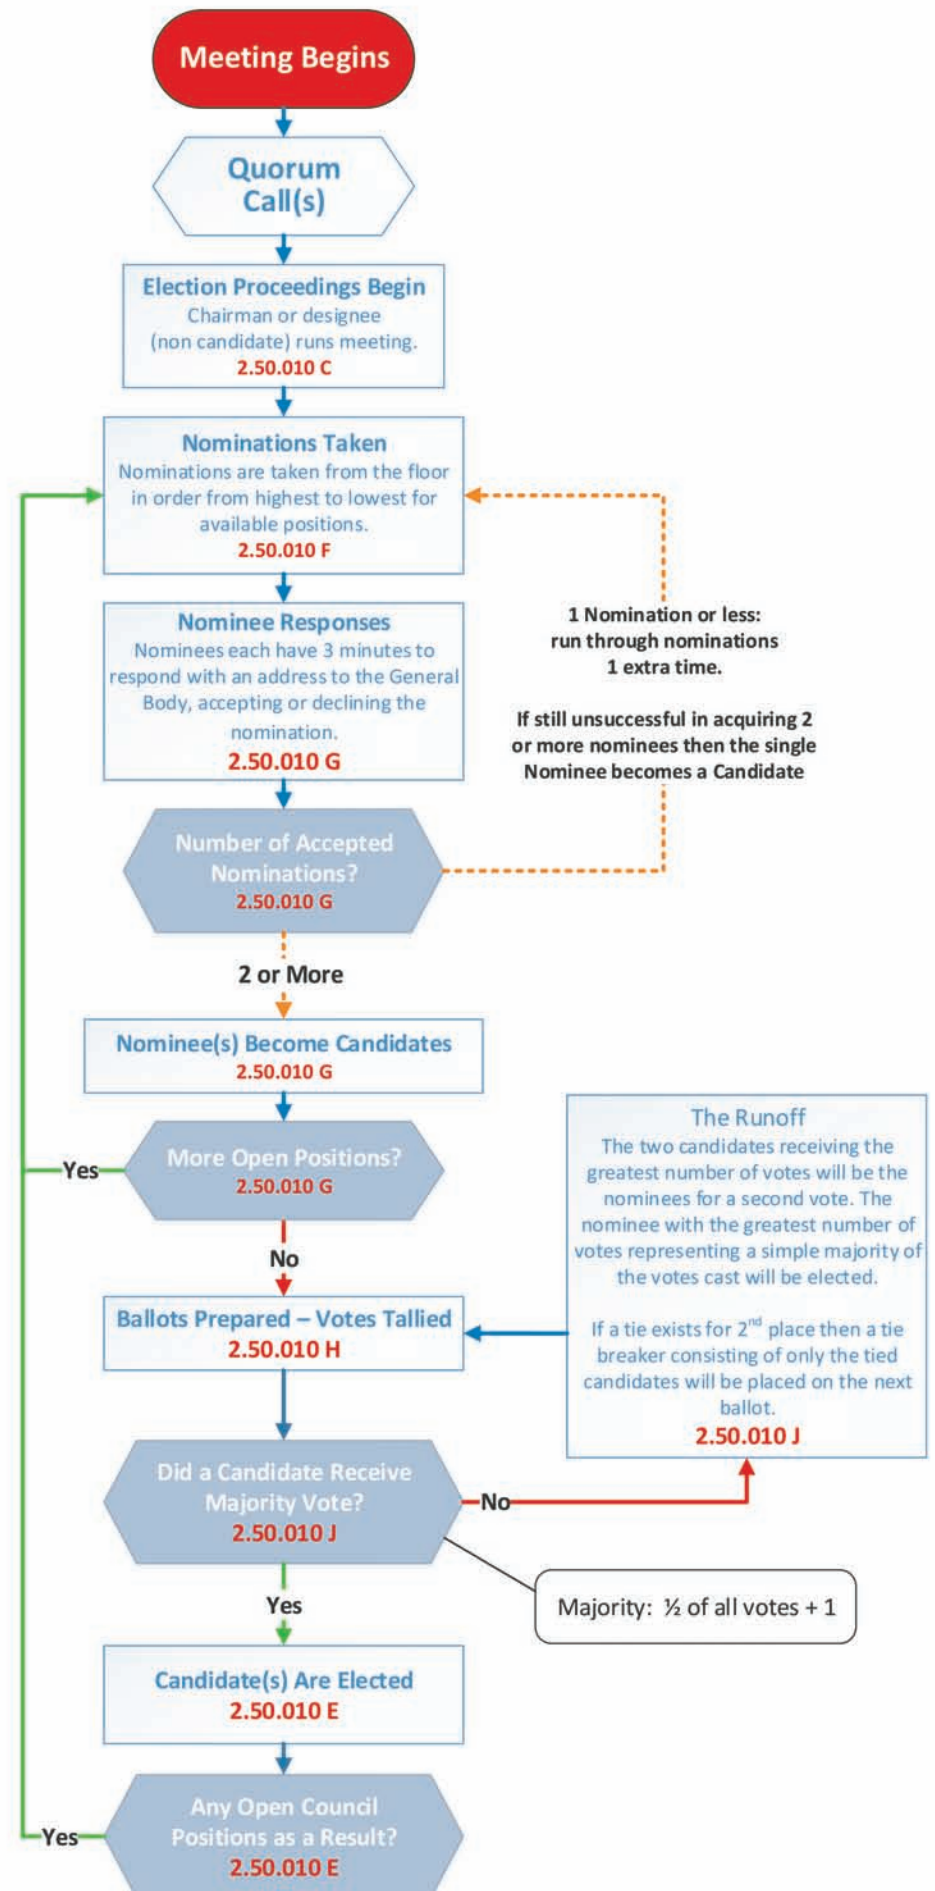 Meeting Begins
Quorum
Call(s)
Election Proceedings Begin
Chairman or designee
(non candidate) runs meeting.
2.50.010 C
Nominations Taken
Nominations are taken from the floor
in order from highest to lowest for
available positions.
2.50.010 F
Nominee Responses
Nominees each have 3 minutes to
respond with an address to the General
Body, accepting or declining the
nomination.
2.50.010 G
1 Nomination or less:
run through nominations
1 extra time.
If still unsuccessful in acquiring 2
or more nominees then the single
Nominee becomes a Candidate
Number of Accepted
Nominations?
2.50.010 G
2 or More
Nominee(s) Become Candidates
2.50.010 G
More Open Positions?
2.50.010 G
Yes
No
The Runoff
The two candidates receiving the
greatest number of votes will be the
nominees for a second vote. The
nominee with the greatest number of
votes representing a simple majority of
the votes cast will be elected.
If a tie exists for 2nd place then a tie
breaker consisting of only the tied
candidates will be placed on the next
ballot.
2.50.010 J
Ballots Prepared – Votes Tallied
2.50.010 H
Did a Candidate Receive
Majority Vote?
2.50.010 J
No
Majority: ½ of all votes + 1
Yes
Candidate(s) Are Elected
2.50.010 E
Any Open Council
Positions as a Result?
2.50.010 E
Yes